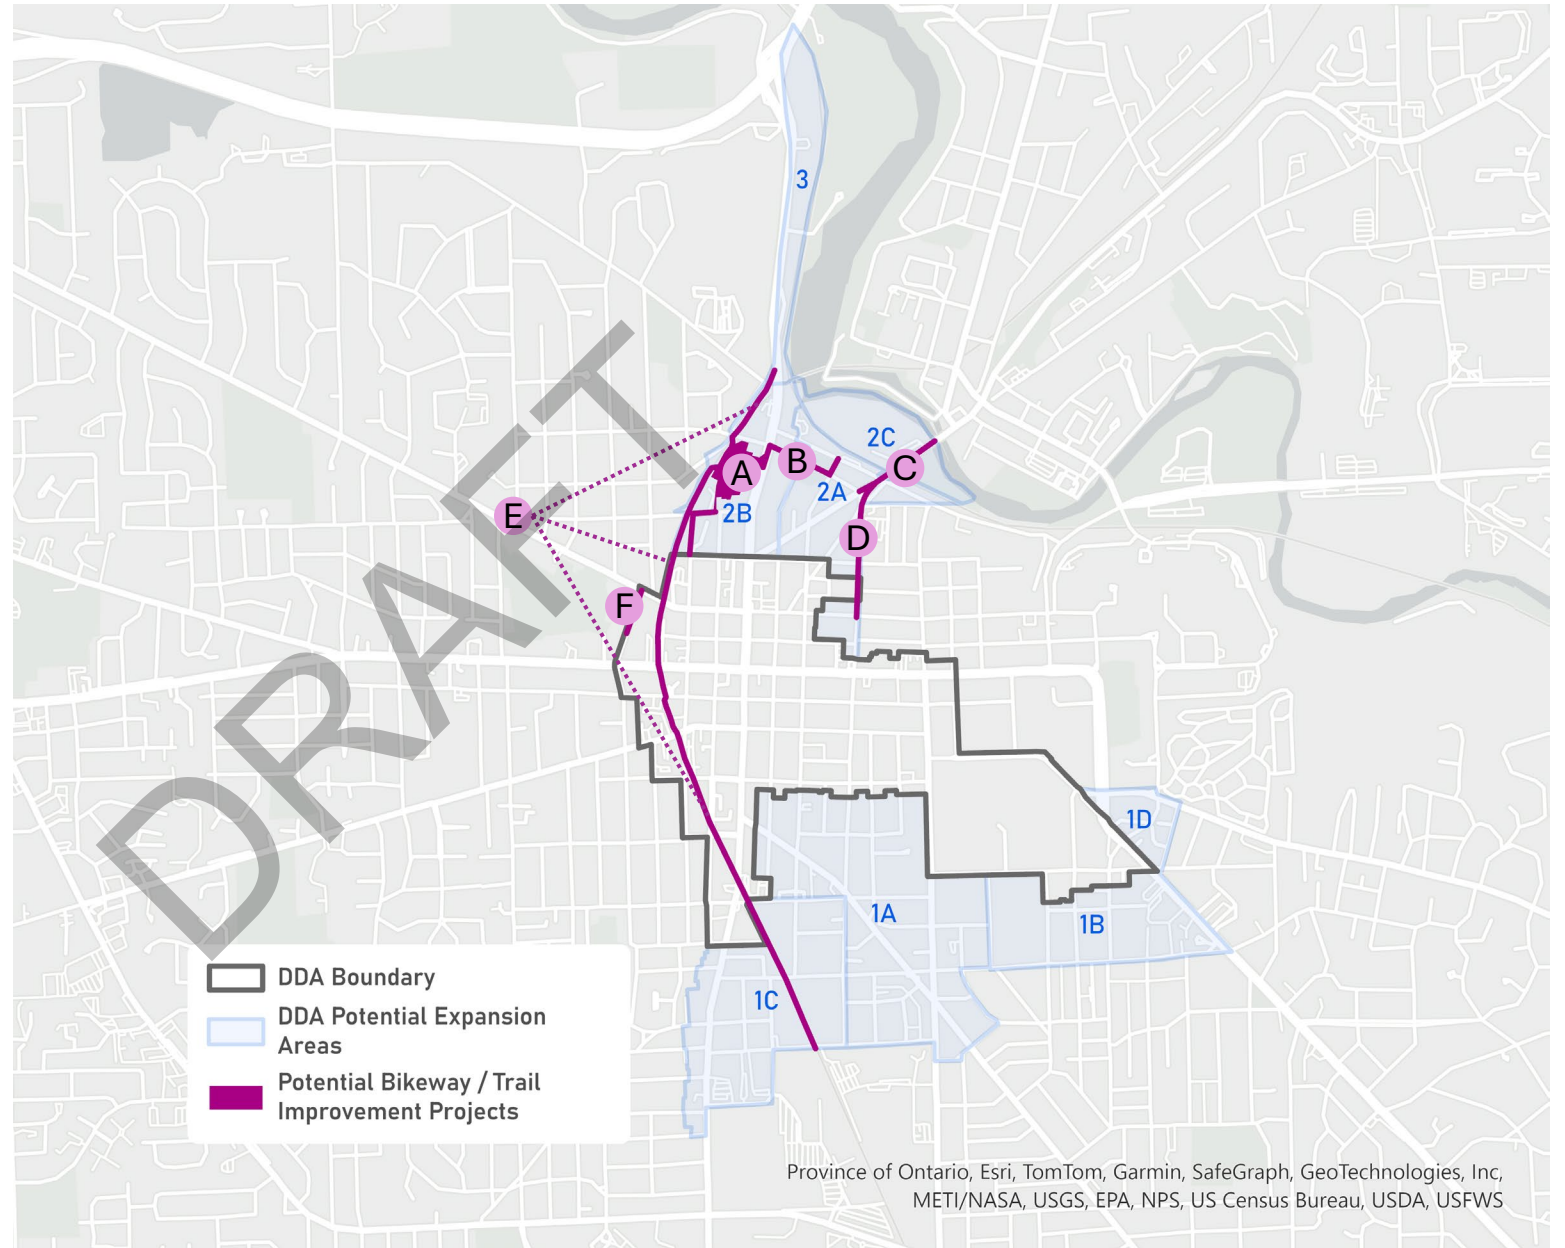 3
2C
B
C
A
2A
2B
E
D
F
DRAFT
1D
1A
1B
1C
DDA Boundary
DDA Potential Expansion
Areas
Potential Bikeway / Trail
Improvement Projects
Province of Ontario, Esri, TomTom, Garmin, SafeGraph, GeoTechnologies, Inc,
METI/NASA, USGS, EPA, NPS, US Census Bureau, USDA, USFWS